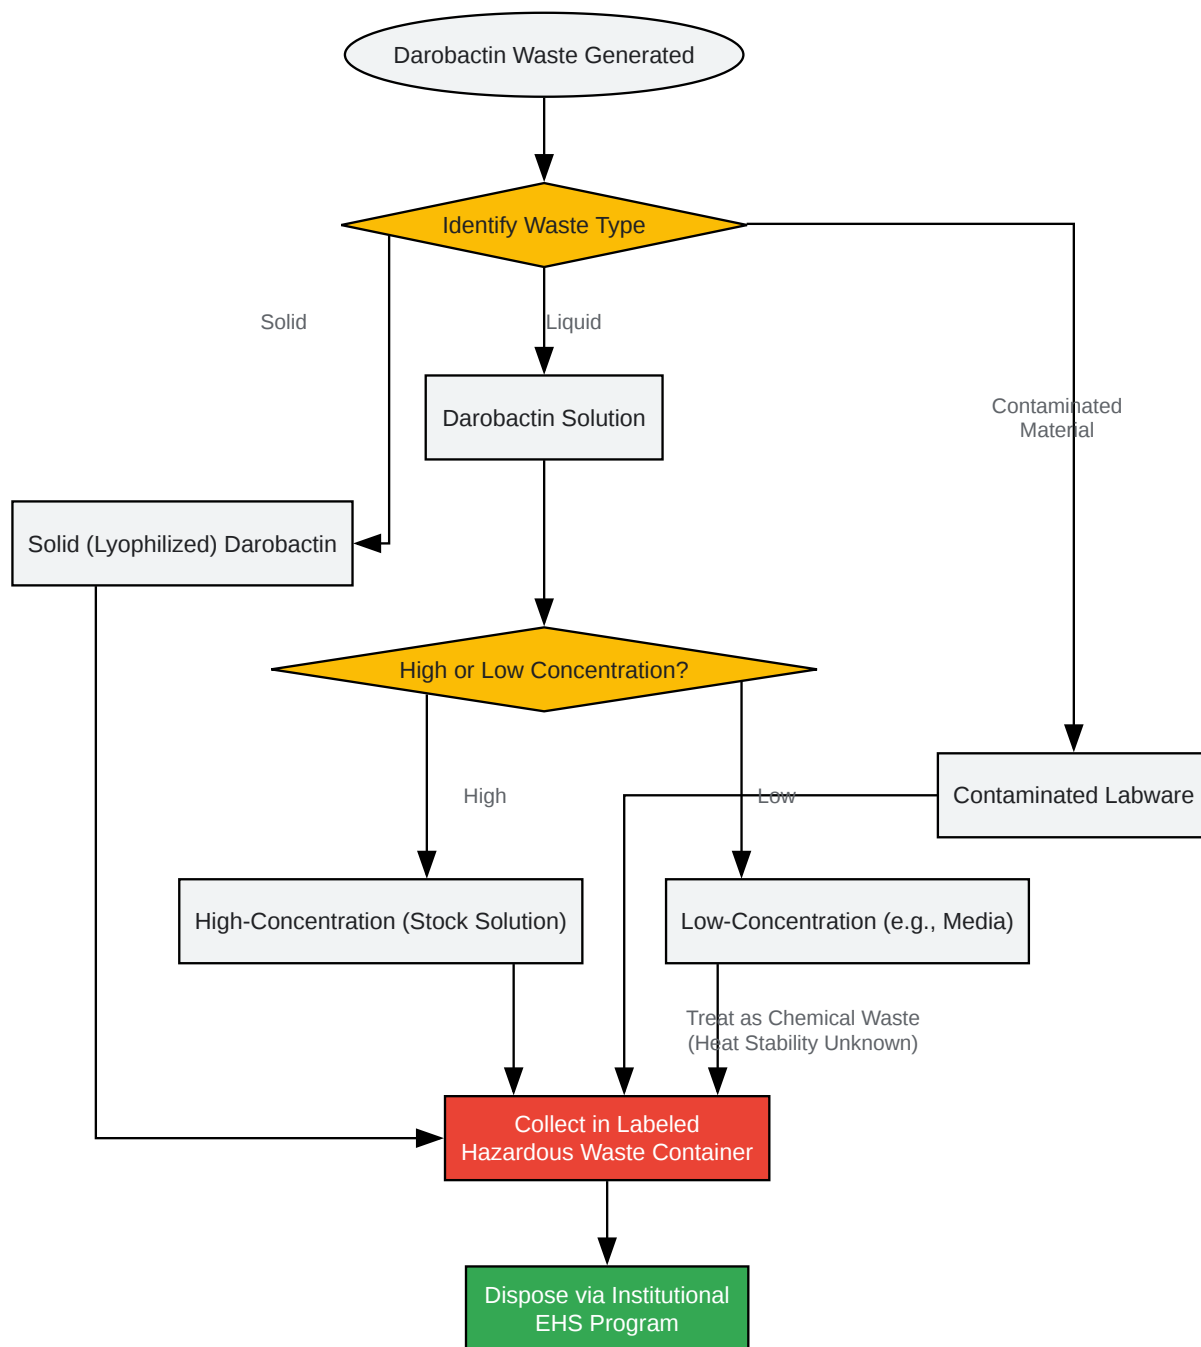 Darobactin Waste Generated
Identify Waste Type
Solid
Liquid
Contaminated
Material
Darobactin Solution
Solid (Lyophilized) Darobactin
High or Low Concentration?
High
Low
Contaminated Labware
High-Concentration (Stock Solution)
Low-Concentration (e.g., Media)
Treat as Chemical Waste
(Heat Stability Unknown)
Collect in Labeled
Hazardous Waste Container
Dispose via Institutional
EHS Program